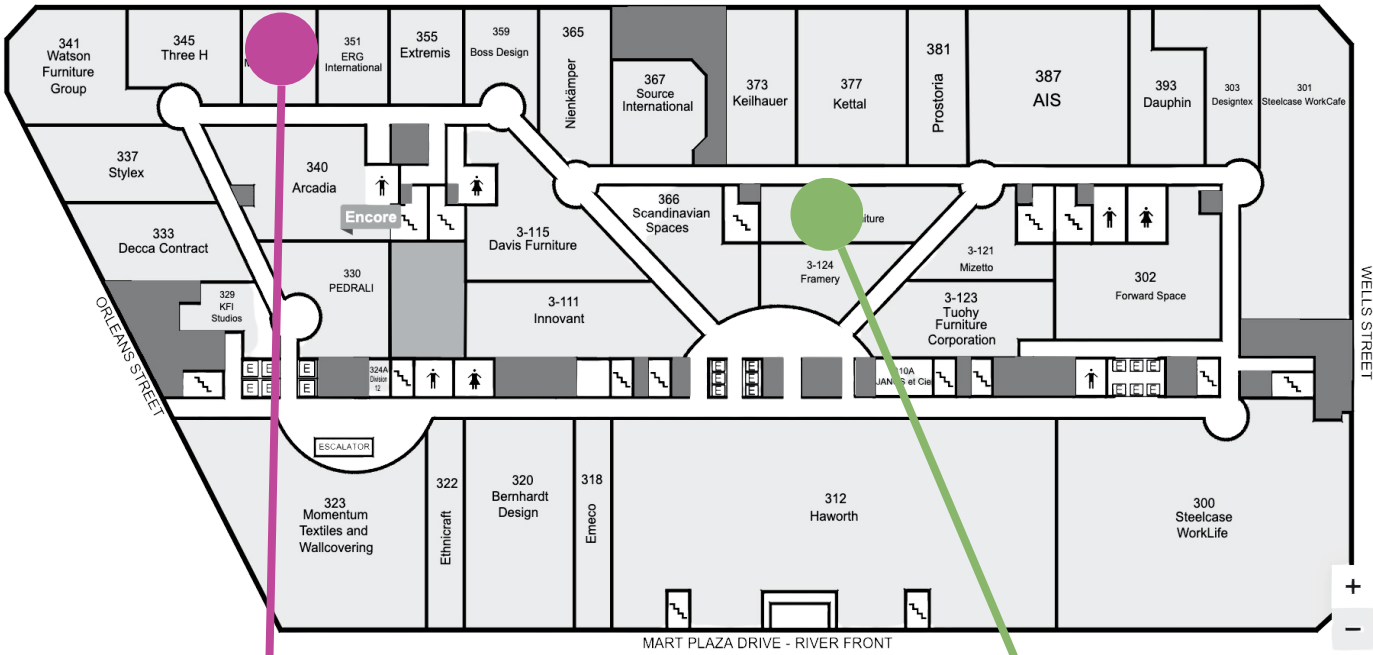 341
Watson
Furniture
Group
345
Three H
351
ERG
International
355
Extremis
359
Boss Design
365
Nienkämper
367
Source
International
373
Keilhauer
377
Kettal
381
Prostoria
387
AIS
393
Dauphin
303
Designtex
301
Steelcase WorkCafe
337
Stylex
340
Arcadia
Encore
333
Decca Contract
330
PEDRALI
329
KFI
Studios
3-115
Davis Furniture
3-111
Innovant
366
Scandinavian
Spaces
3-124
Framery
3-121
Mizetto
3-123
Tuohy
Furniture
Corporation
302
Forward Space
E E E
E E E
324A
Division
12
E E
E E
E E
E E E
E E E
ESCALATOR
323
Momentum
Textiles and
Wallcovering
322
Ethnicraft
320
Bernhardt
Design
318
Emeco
312
Haworth
300
Steelcase
WorkLife
ORLEANS STREET
WELLS STREET
MART PLAZA DRIVE - RIVER FRONT
+
−